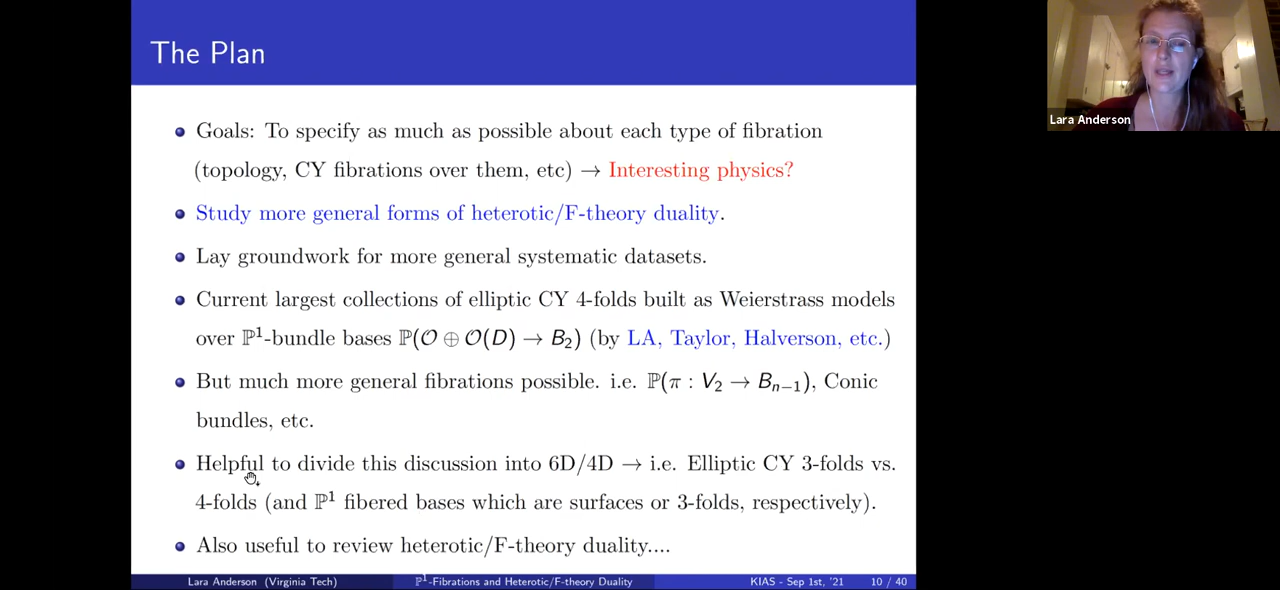 The Plan
Goals: To specify as much as possible about each type of fibration
(topology, CY fibrations over them, etc) → Interesting physics?
Study more general forms of heterotic/F-theory duality.
Lay groundwork for more general systematic datasets.
Current largest collections of elliptic CY 4-folds built as Weierstrass models
over ℙ¹-bundle bases ℙ(𝒪 ⊕ 𝒪(D) → B₂) (by LA, Taylor, Halverson, etc.)
But much more general fibrations possible. i.e. ℙ(π : V₂ → Bₙ₋₁), Conic
bundles, etc.
Helpful to divide this discussion into 6D/4D → i.e. Elliptic CY 3-folds vs.
4-folds (and ℙ¹ fibered bases which are surfaces or 3-folds, respectively).
Also useful to review heterotic/F-theory duality....
Lara Anderson (Virginia Tech) ℙ¹-Fibrations and Heterotic/F-theory Duality KIAS - Sep 1st, '21 10 / 40
Lara Anderson